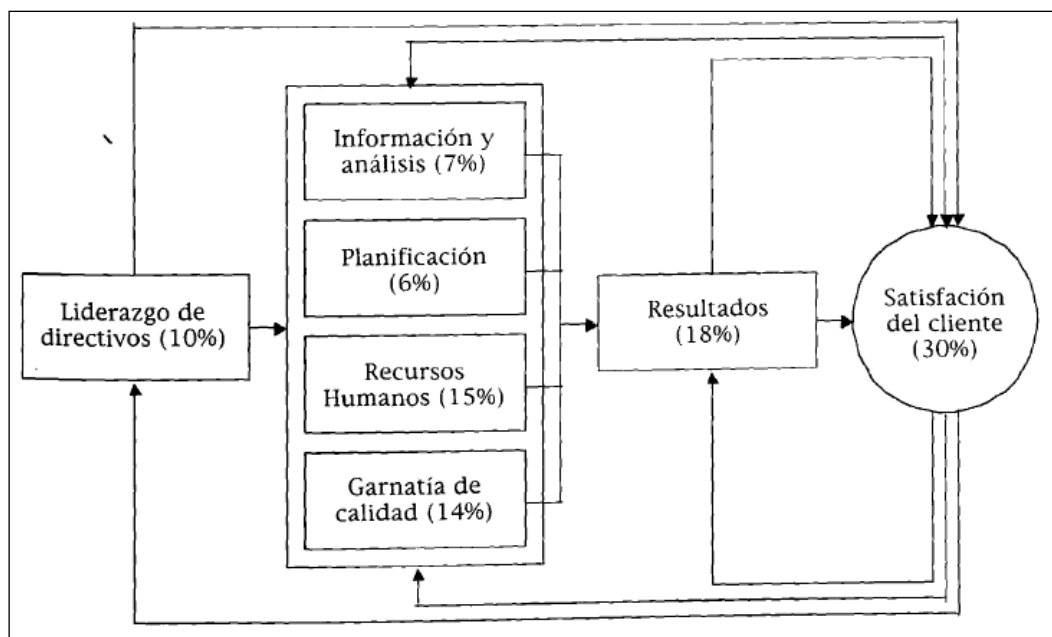 Información y
análisis (7%)
Planificación
(6%)
Liderazgo de
directivos (10%)
Recursos
Humanos (15%)
Garnatía de
calidad (14%)
Resultados
(18%)
Satisfación
del cliente
(30%)